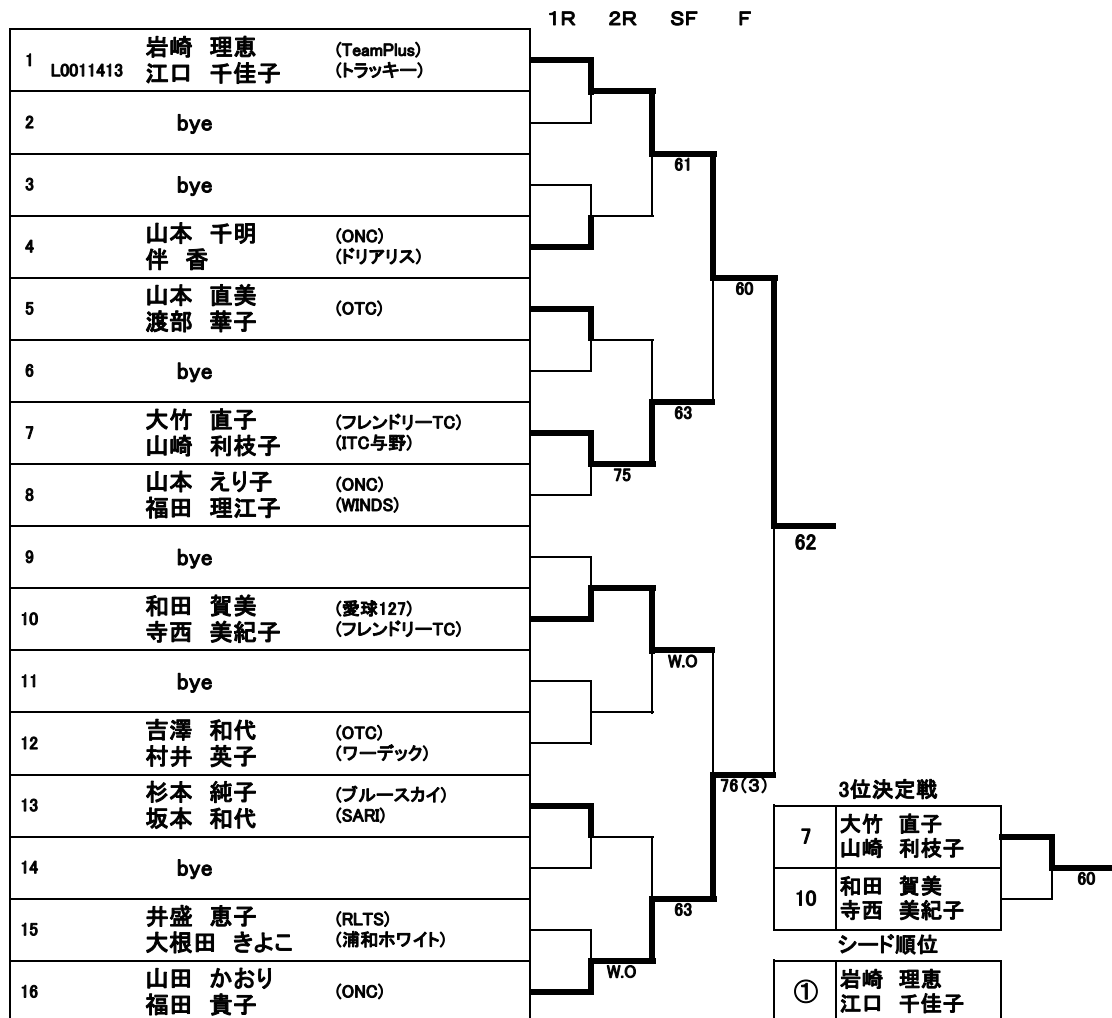 1R 2R SF F
1 L0011413 岩崎 理恵 (TeamPlus)
江口 千佳子 (トラッキー)
2 bye
3 bye
4 山本 千明 (ONC)
伴 香 (ドリアリス)
5 山本 直美 (OTC)
渡部 華子
6 bye
7 大竹 直子 (フレンドリーTC)
山崎 利枝子 (ITC与野)
8 山本 えり子 (ONC)
福田 理江子 (WINDS)
9 bye
10 和田 賀美 (愛球127)
寺西 美紀子 (フレンドリーTC)
11 bye
12 吉澤 和代 (OTC)
村井 英子 (ワーデック)
13 杉本 純子 (ブルースカイ)
坂本 和代 (SARI)
14 bye
15 井盛 恵子 (RLTS)
大根田 きよこ (浦和ホワイト)
16 山田 かおり (ONC)
福田 貴子
61
60
63
75
62
W.O
76(3)
63
W.O
3位決定戦
7 大竹 直子
山崎 利枝子
10 和田 賀美
寺西 美紀子
60
シード順位
① 岩崎 理恵
江口 千佳子